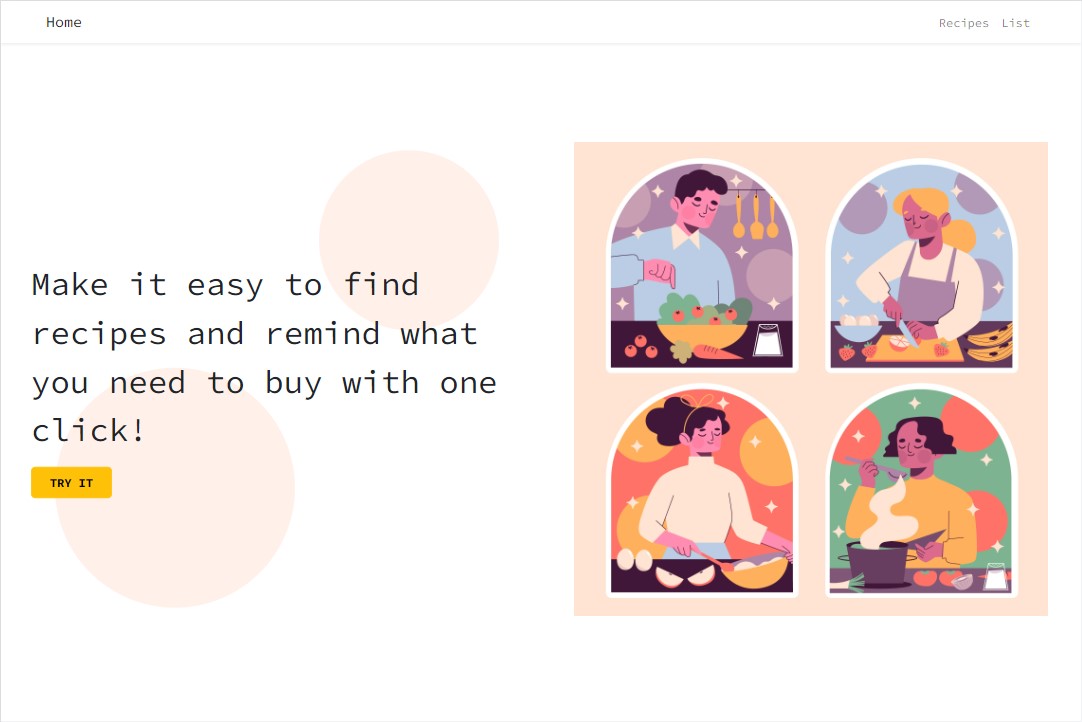 Home
Recipes List
Make it easy to find
recipes and remind what
you need to buy with one
click!
TRY IT